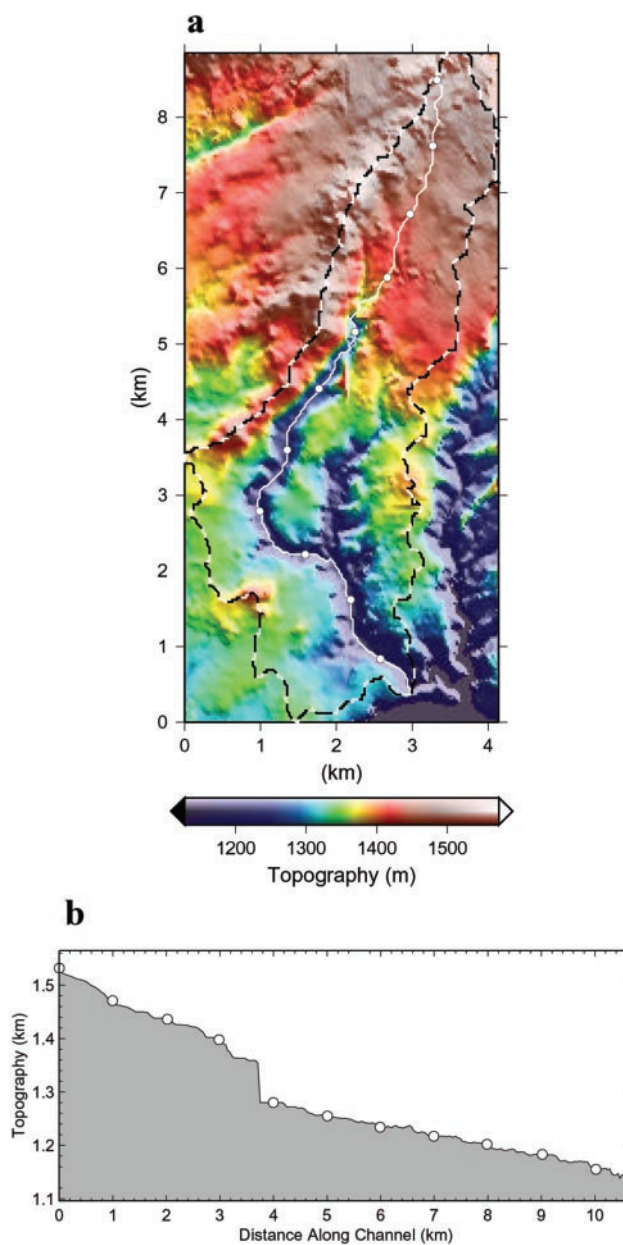 a
8
7
6
5
(km)
4
3
2
1
0
0 1 2 3 4
(km)
1200 1300 1400 1500
Topography (m)
b
1.5
1.4
Topography (km)
1.3
1.2
1.1
0 1 2 3 4 5 6 7 8 9 10
Distance Along Channel (km)